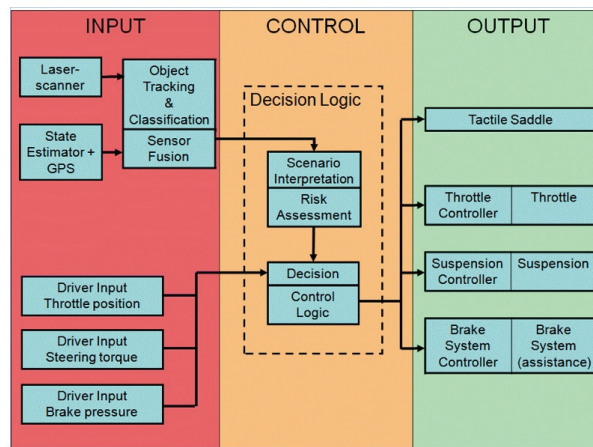 INPUT
CONTROL
OUTPUT
Laser-
scanner
Object
Tracking
&
Classification
State
Estimator +
GPS
Sensor
Fusion
Driver Input
Throttle position
Driver Input
Steering torque
Driver Input
Brake pressure
Decision Logic
Scenario
Interpretation
Risk
Assessment
Decision
Control
Logic
Tactile Saddle
Throttle
Controller
Throttle
Suspension
Controller
Suspension
Brake
System
Controller
Brake
System
(assistance)